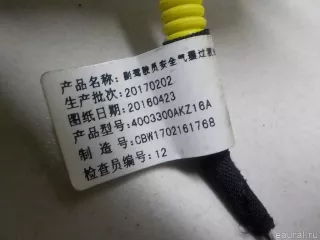 产品名称：副驾驶员安全气囊过渡
生产批次：20170202
图纸日期：20160423
产品型号：4003300AKZ16A
制 造 号：CBW1702161768
检查员编号：12
eaural.ru